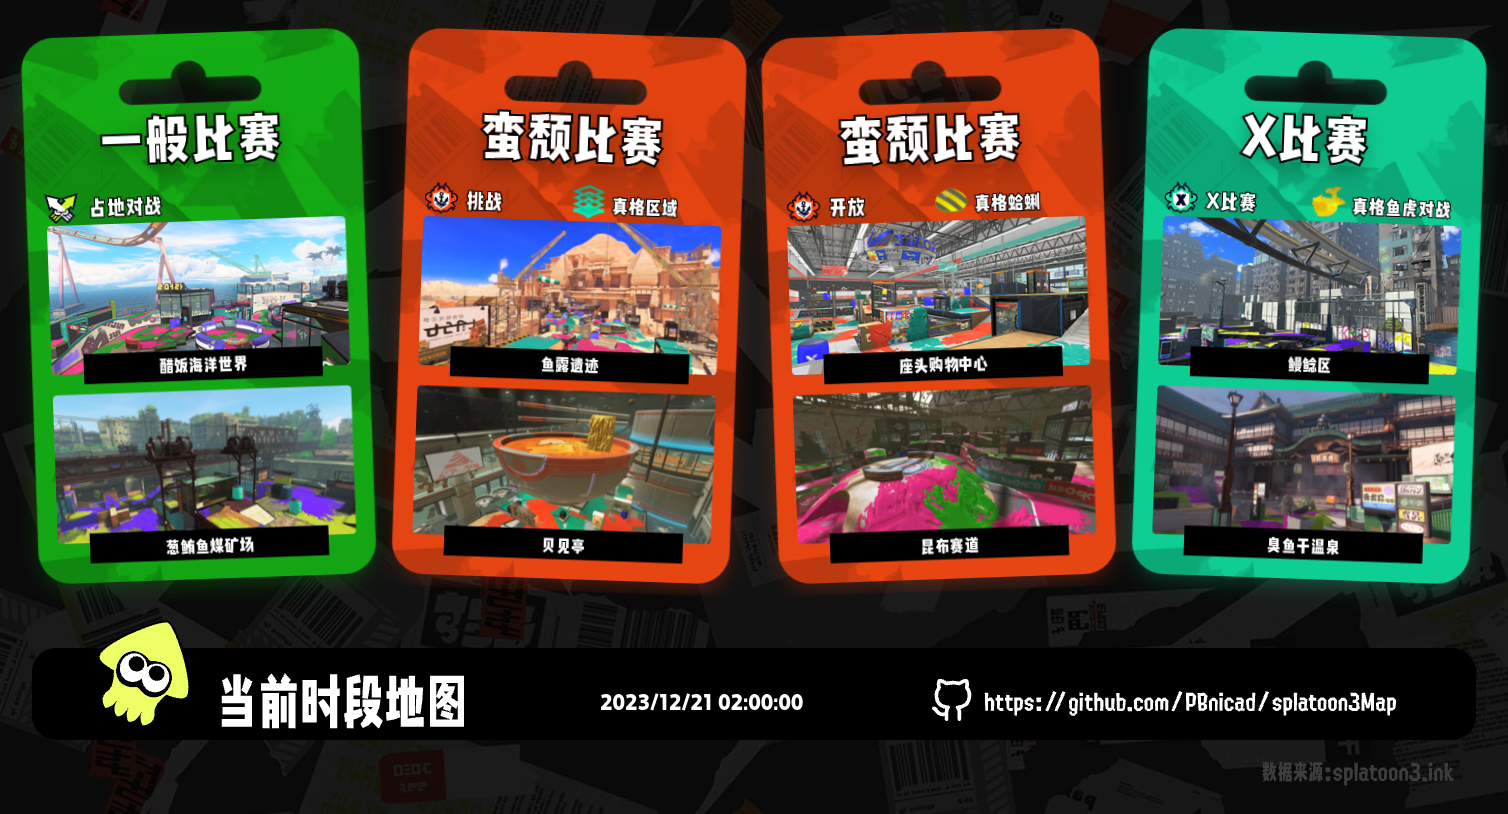 一般比赛
占地对战
醋饭海洋世界
葱鲔鱼煤矿场
蛮颓比赛
挑战
真格区域
鱼露遗迹
贝见亭
蛮颓比赛
开放
真格蛤蜊
座头购物中心
昆布赛道
X比赛
X比赛
真格鱼虎对战
鳗鲶区
臭鱼干温泉
当前时段地图
2023/12/21 02:00:00
https://github.com/PBnicad/splatoon3Map
数据来源:splatoon3.ink